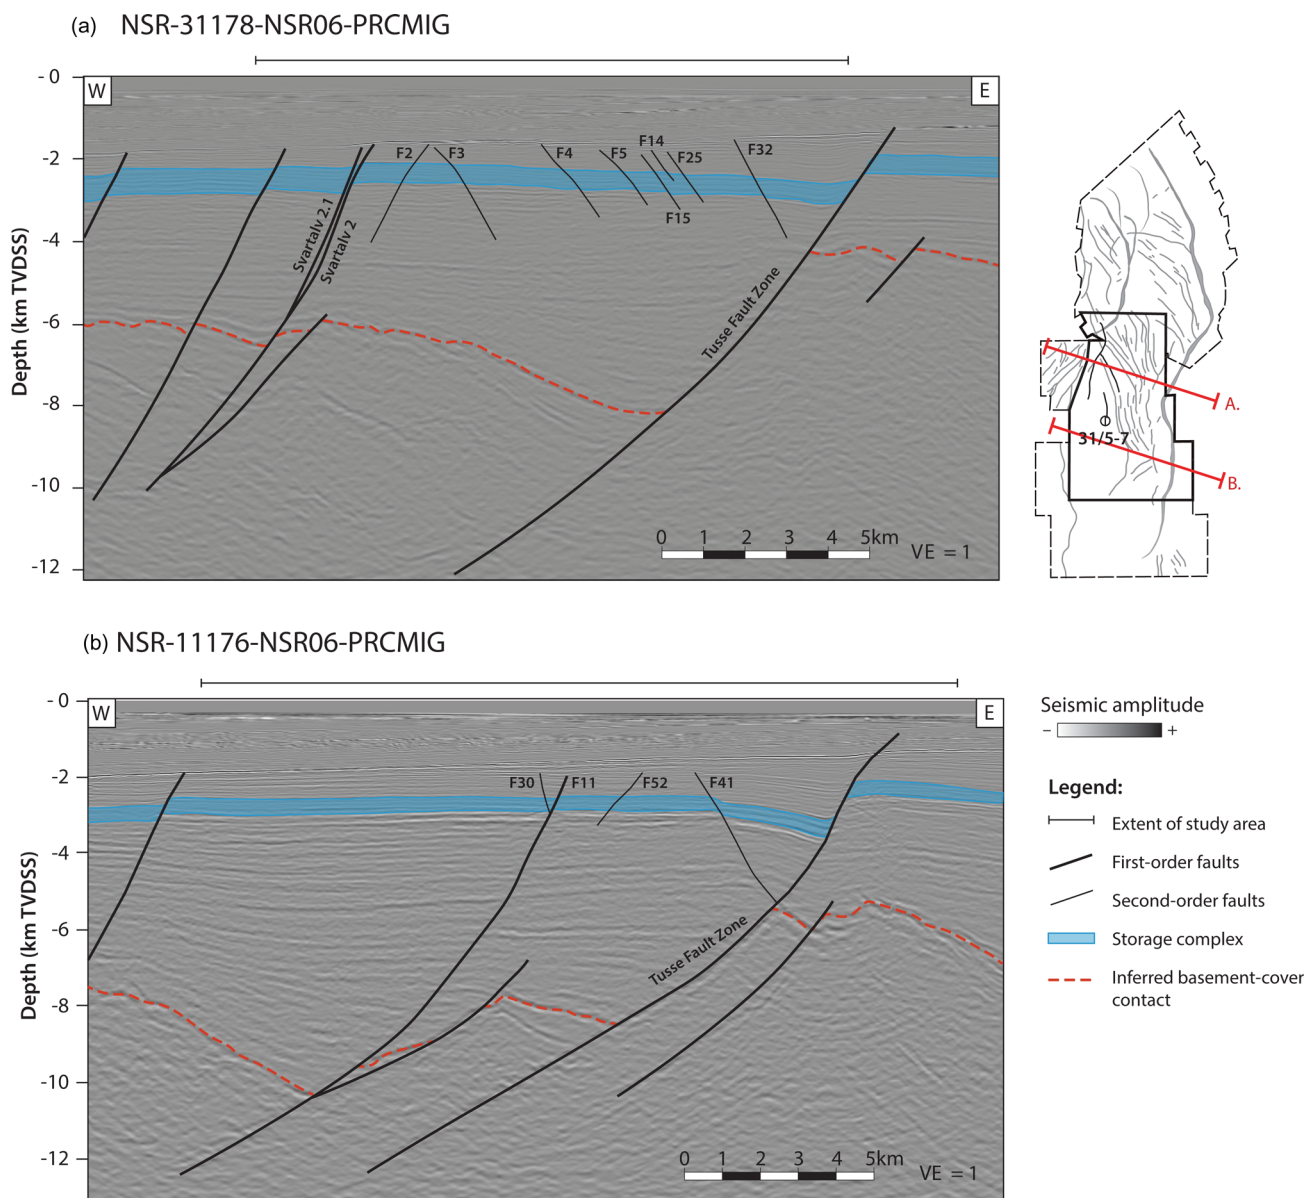 (a) NSR-31178-NSR06-PRCMIG
W
E
- 0
-2
-4
-6
-8
-10
-12
Depth (km TVDSS)
F2
F3
F4
F5
F14
F25
F15
F32
Svartalv 2.1
Svartalv 2
Tusse Fault Zone
0 1 2 3 4 5km
VE = 1
A.
31/5-7
B.
(b) NSR-11176-NSR06-PRCMIG
W
E
- 0
-2
-4
-6
-8
-10
-12
Depth (km TVDSS)
F30
F11
F52
F41
Tusse Fault Zone
0 1 2 3 4 5km
VE = 1
Seismic amplitude
– +
Legend:
Extent of study area
First-order faults
Second-order faults
Storage complex
Inferred basement-cover
contact